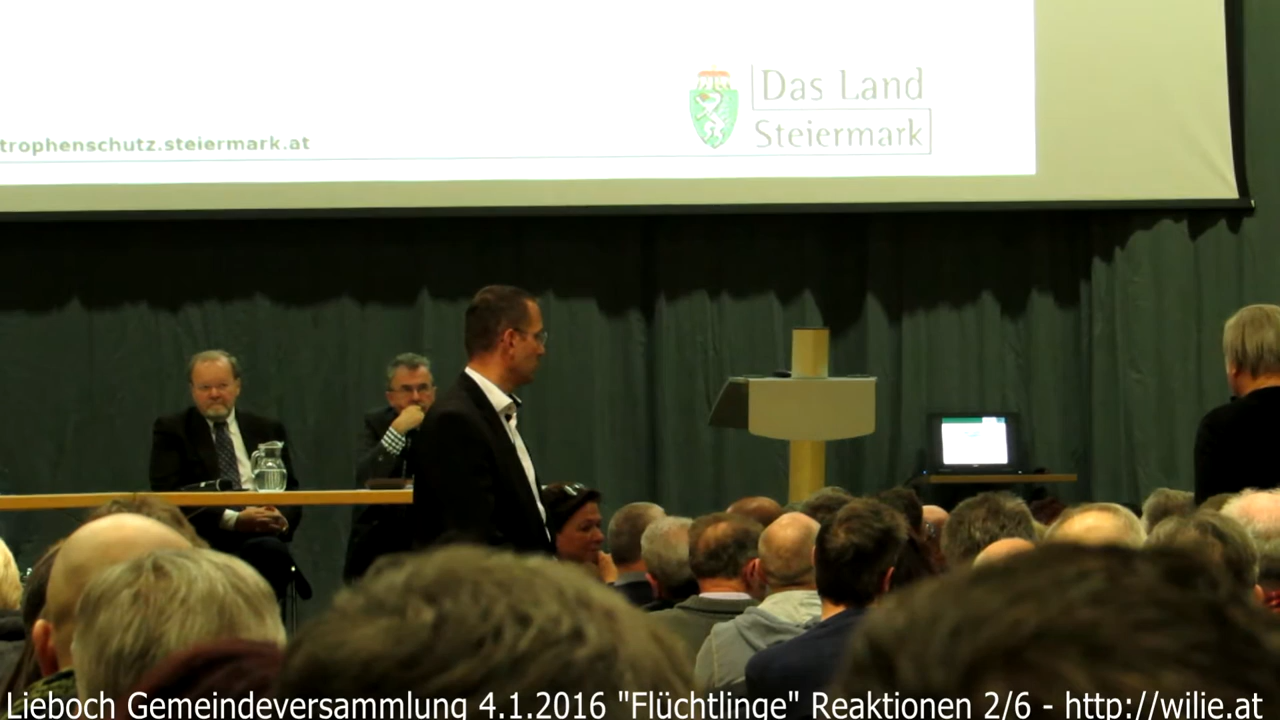 Das Land
Steiermark
trophenschutz.steiermark.at
Lieboch Gemeindeversammlung 4.1.2016 "Flüchtlinge" Reaktionen 2/6 - http://wilie.at